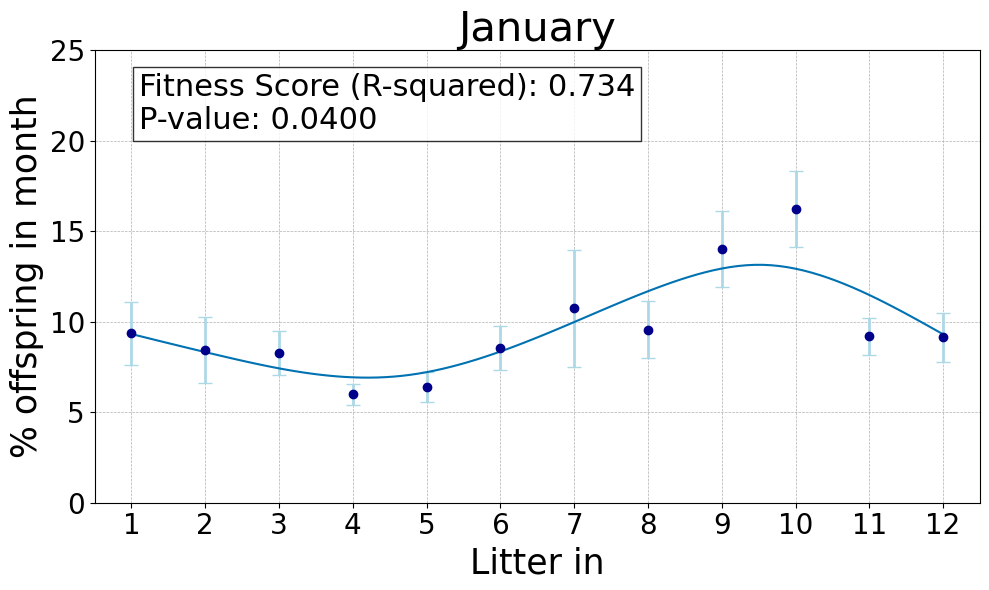 January
Fitness Score (R-squared): 0.734
P-value: 0.0400
% offspring in month
25
20
15
10
5
0
1 2 3 4 5 6 7 8 9 10 11 12
Litter in